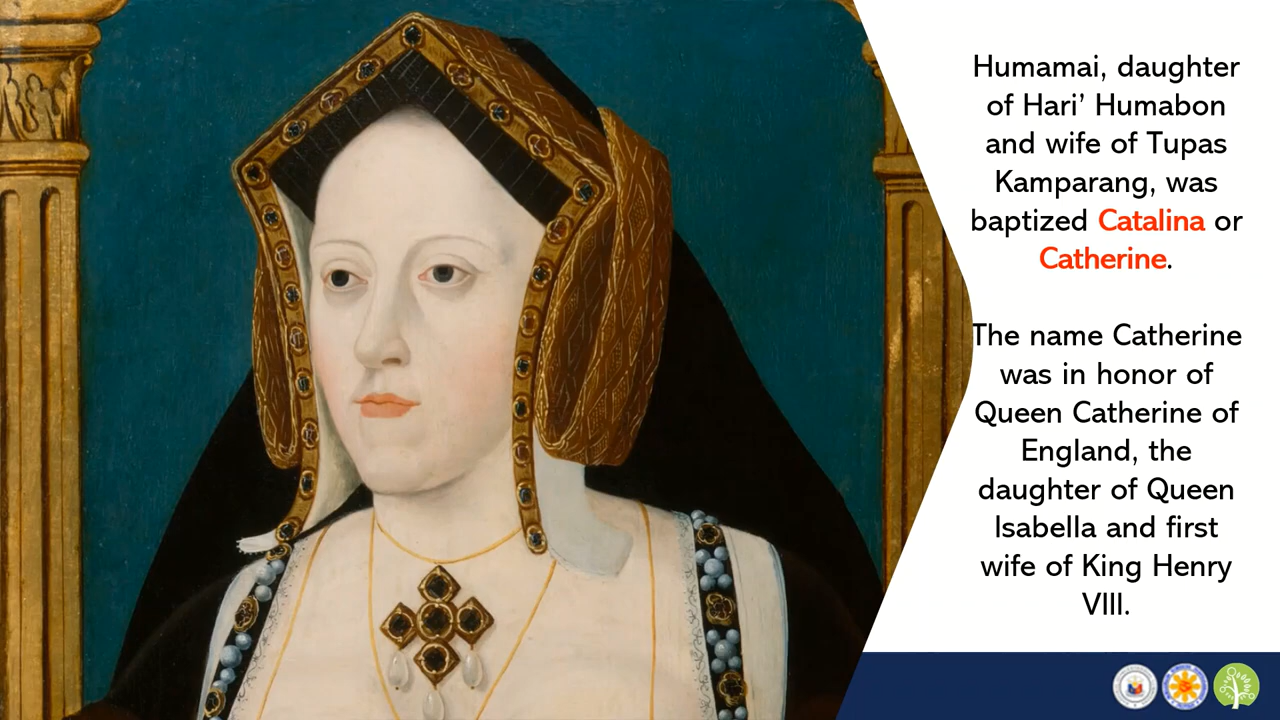 Humamai, daughter
of Hari’ Humabon
and wife of Tupas
Kamparang, was
baptized Catalina or
Catherine.
The name Catherine
was in honor of
Queen Catherine of
England, the
daughter of Queen
Isabella and first
wife of King Henry
VIII.